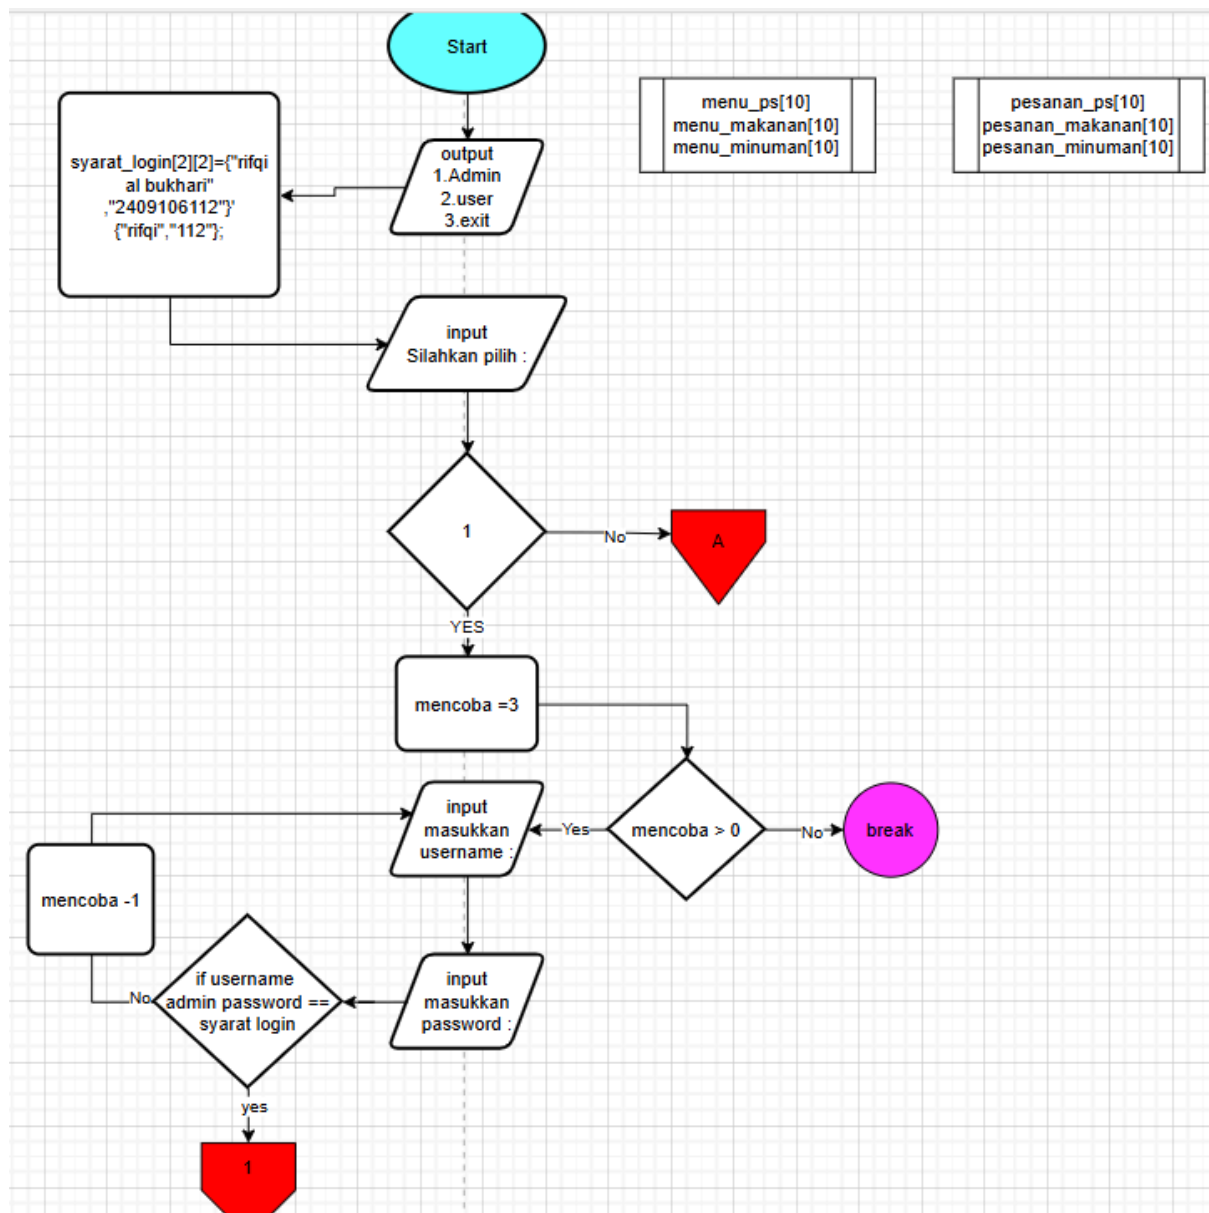 Start
menu_ps[10]
menu_makanan[10]
menu_minuman[10]
pesanan_ps[10]
pesanan_makanan[10]
pesanan_minuman[10]
output
1.Admin
2.user
3.exit
syarat_login[2][2]={"rifqi
al bukhari"
,"2409106112"}'
{"rifqi","112"};
input
Silahkan pilih :
1
No
A
YES
mencoba =3
mencoba > 0
Yes
No
break
input
masukkan
username :
mencoba -1
input
masukkan
password :
if username
admin password ==
syarat login
No
yes
1